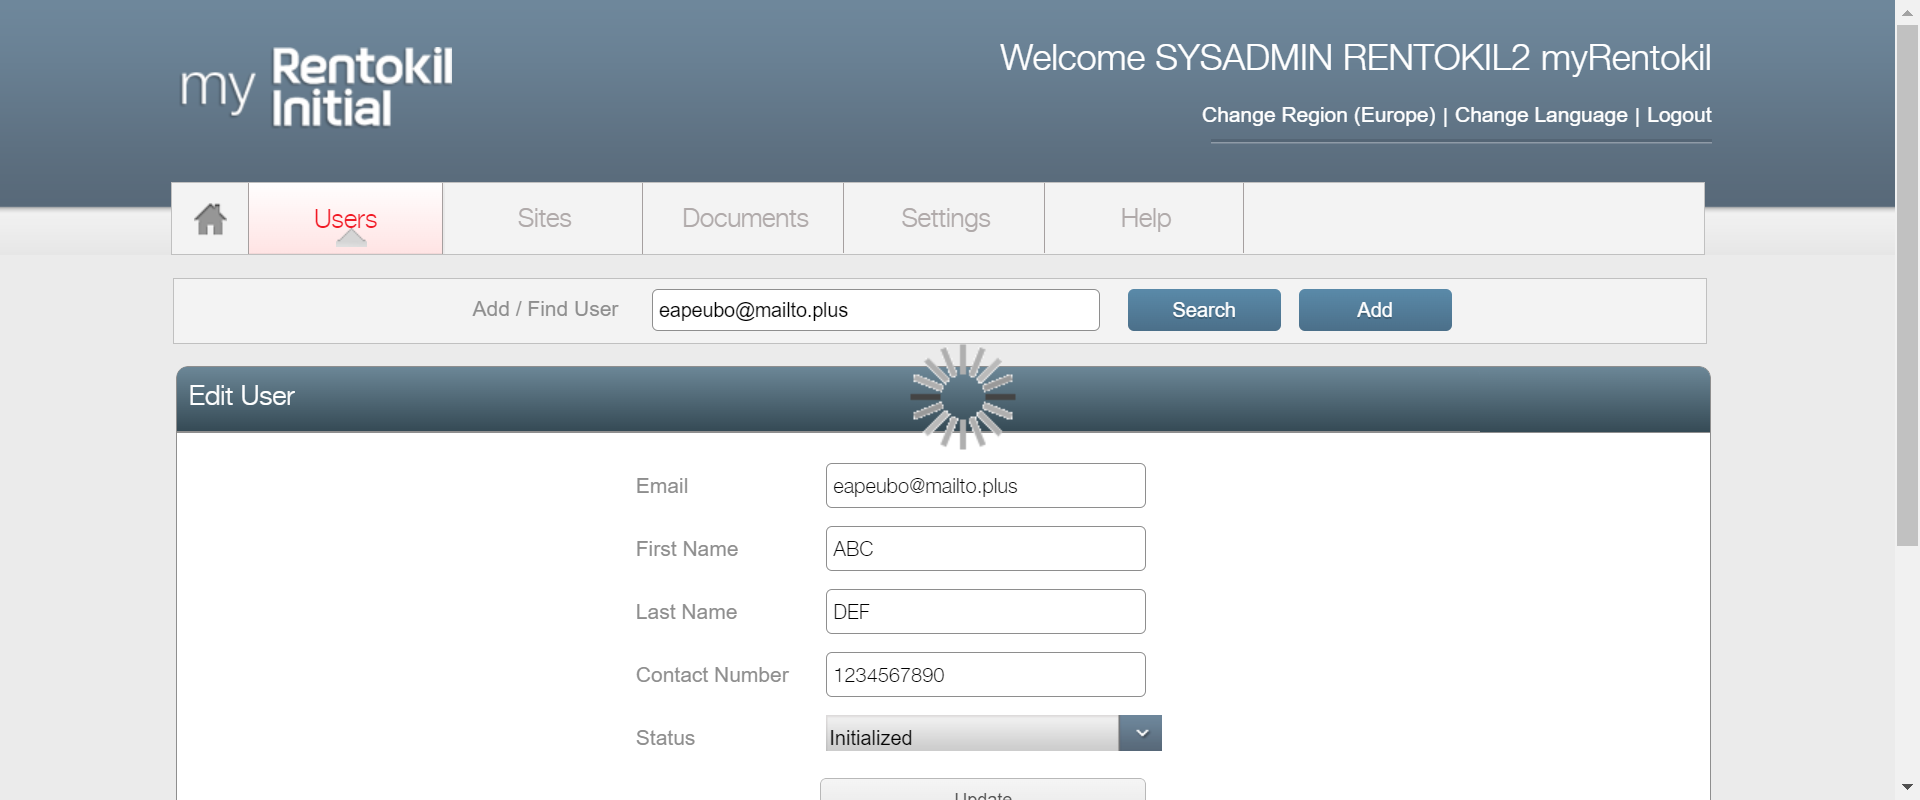 my Rentokil
Initial
Welcome SYSADMIN RENTOKIL2 myRentokil
Change Region (Europe) | Change Language | Logout
Users
Sites
Documents
Settings
Help
Add / Find User
eapeubo@mailto.plus
Search
Add
Edit User
Email
eapeubo@mailto.plus
First Name
ABC
Last Name
DEF
Contact Number
1234567890
Status
Initialized
Update